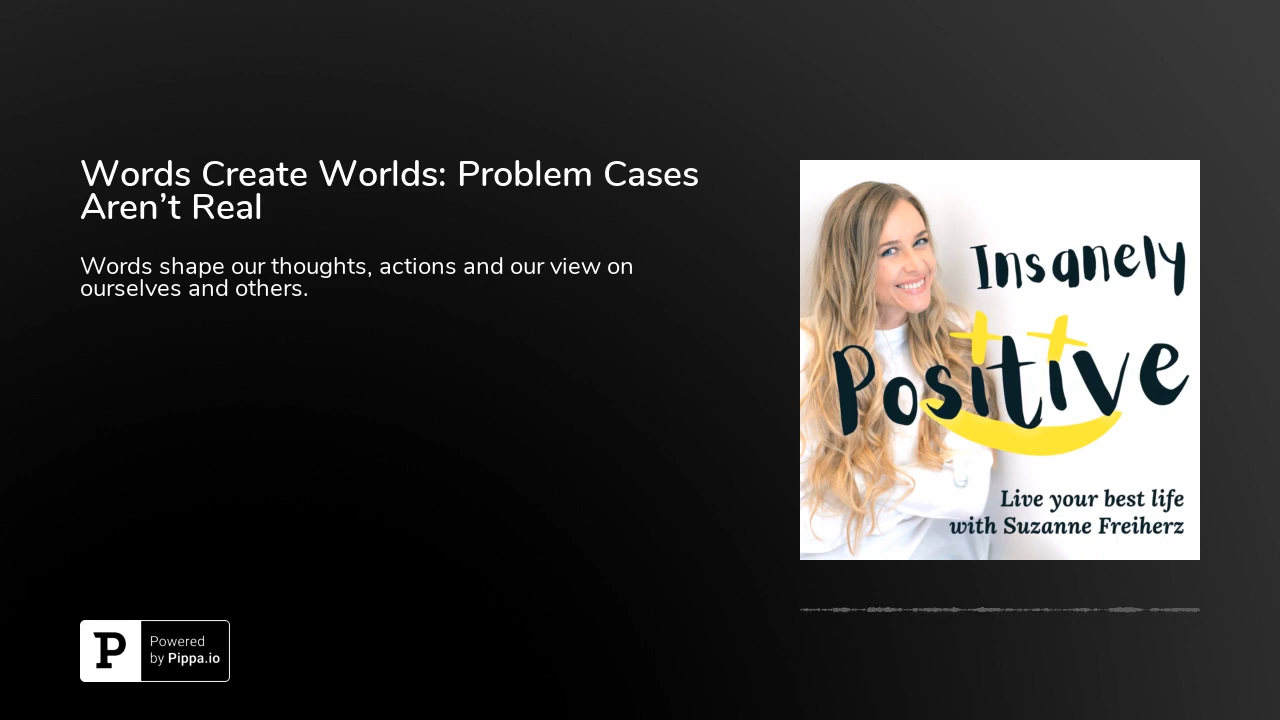 Words Create Worlds: Problem Cases
Aren’t Real
Words shape our thoughts, actions and our view on
ourselves and others.
Insanely
Positive
Live your best life
with Suzanne Freiherz
P
Powered
by Pippa.io